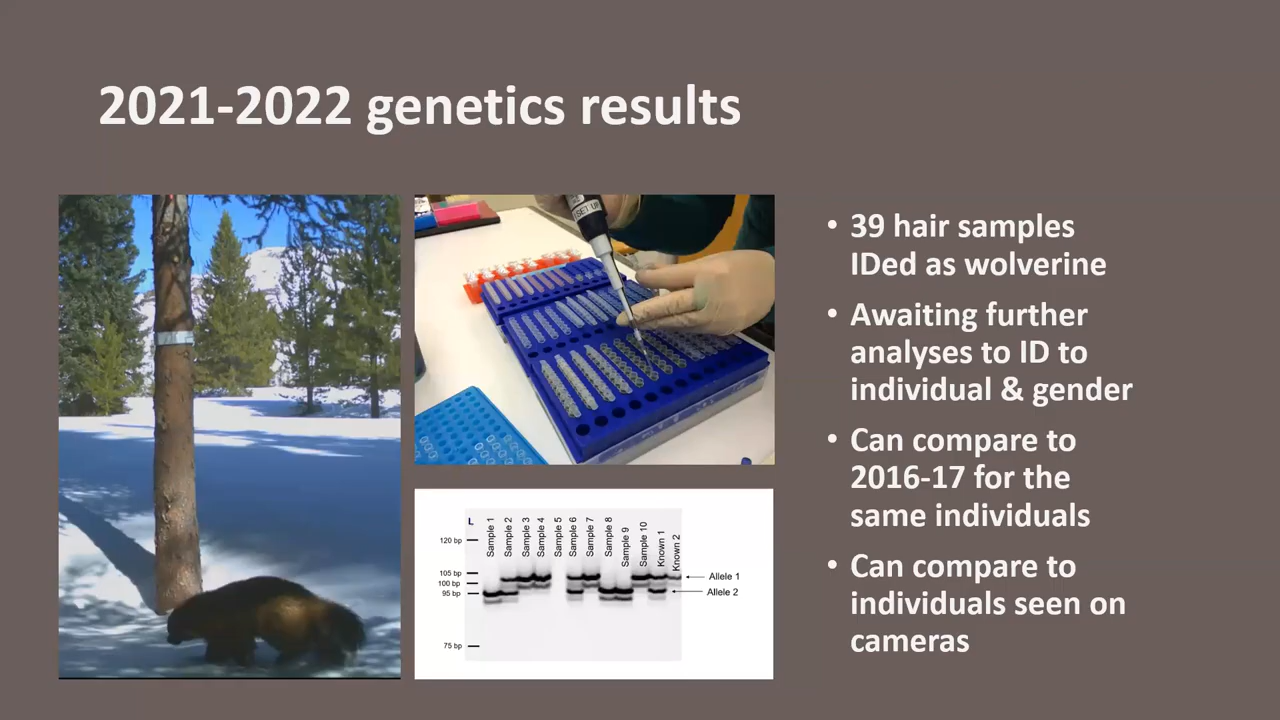 2021-2022 genetics results
SET UP
• 39 hair samples
IDed as wolverine
• Awaiting further
analyses to ID to
individual & gender
• Can compare to
2016-17 for the
same individuals
• Can compare to
individuals seen on
cameras
L
Sample 1
Sample 2
Sample 3
Sample 4
Sample 5
Sample 6
Sample 7
Sample 8
Sample 9
Sample 10
Known 1
Known 2
120 bp
105 bp
100 bp
95 bp
75 bp
Allele 1
Allele 2